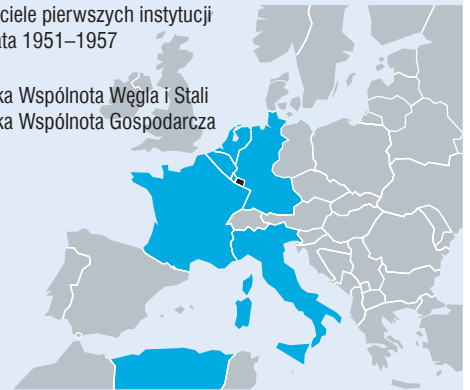 ciele pierwszych instytucji
ata 1951–1957
ka Wspólnota Węgla i Stali
ka Wspólnota Gospodarcza